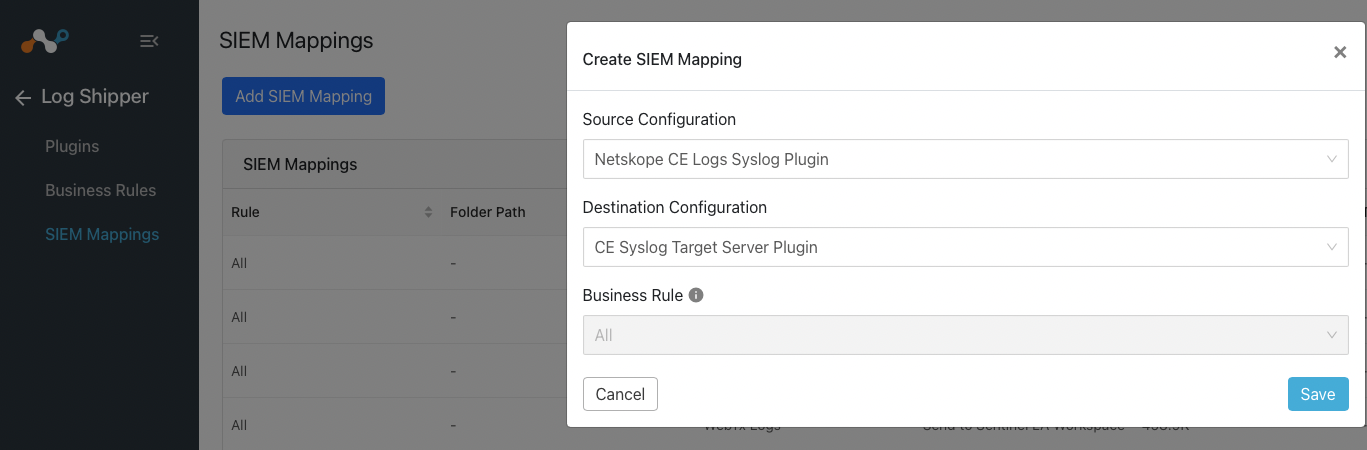 Log Shipper
Plugins
Business Rules
SIEM Mappings
SIEM Mappings
Add SIEM Mapping
SIEM Mappings
Rule Folder Path
All -
All -
All -
All -
Create SIEM Mapping
Source Configuration
Netskope CE Logs Syslog Plugin
Destination Configuration
CE Syslog Target Server Plugin
Business Rule
All
Cancel Save